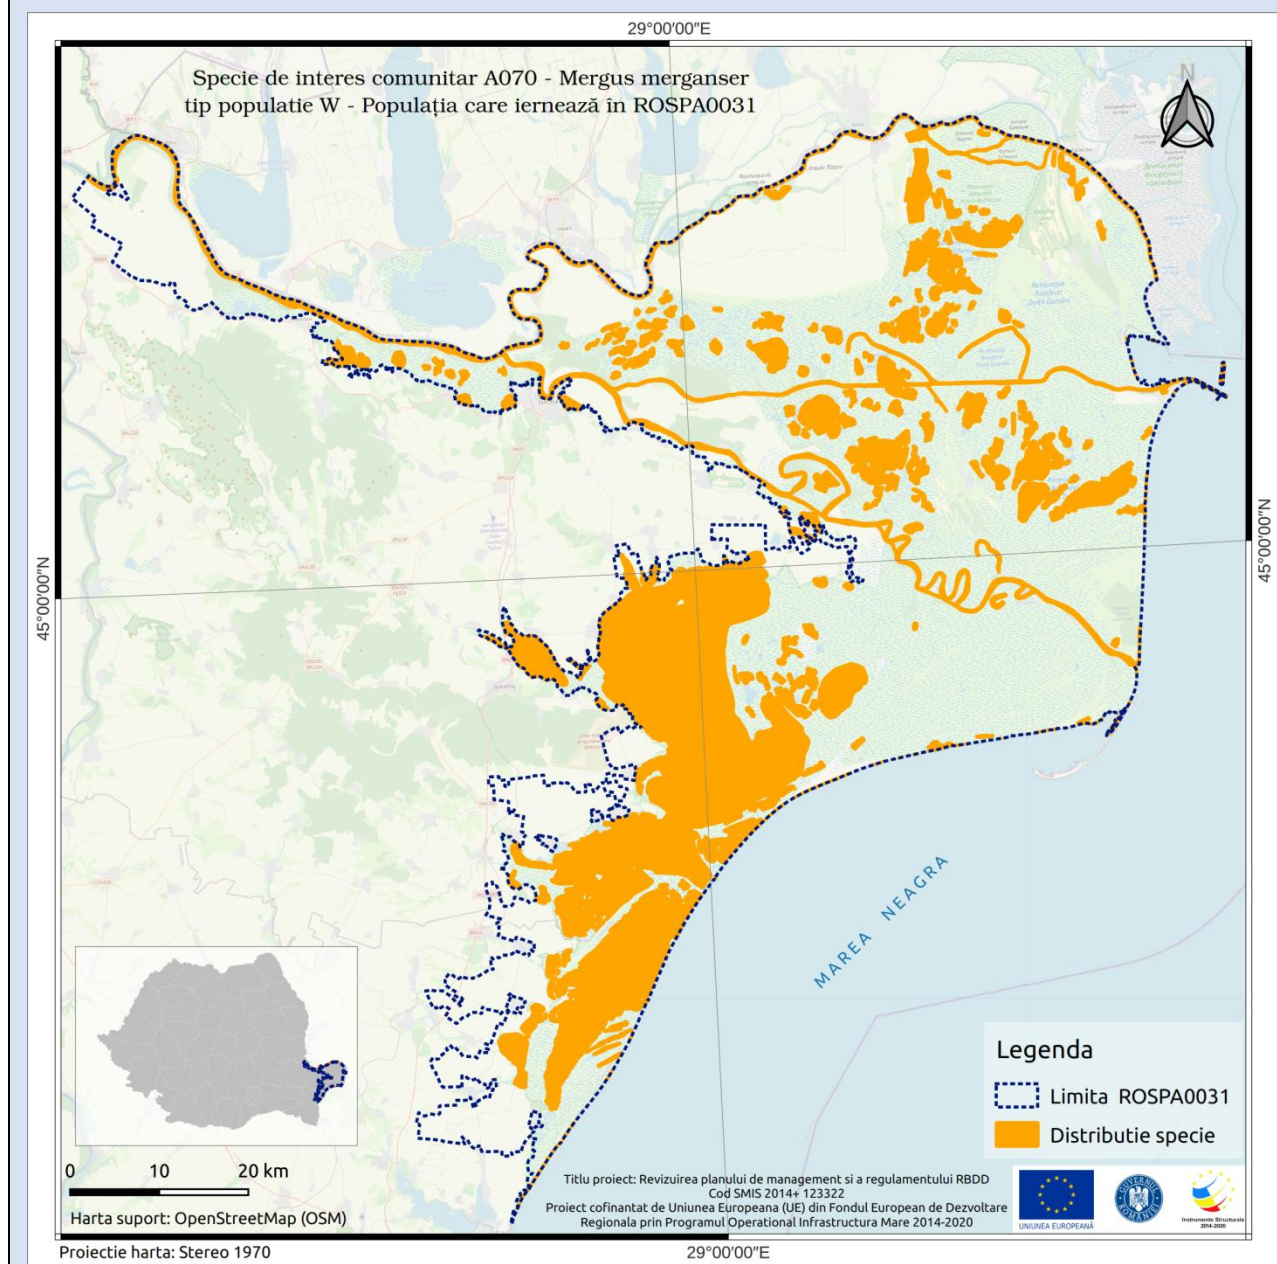 29°00′00″E
Specie de interes comunitar A070 - Mergus merganser
tip populatie W - Populația care iernează în ROSPA0031
N
45°00′00″N
45°00′00″N
MAREA NEAGRA
Legenda
Limita ROSPA0031
Distributie specie
0 10 20 km
Harta suport: OpenStreetMap (OSM)
Titlu proiect: Revizuirea planului de management si a regulamentului RBDD
Cod SMIS 2014+ 123322
Proiect cofinantat de Uniunea Europeana (UE) din Fondul European de Dezvoltare
Regionala prin Programul Operational Infrastructura Mare 2014-2020
UNIUNEA EUROPEANĂ
GUVERNUL ROMÂNIEI
Instrumente Structurale
2014-2020
Proiectie harta: Stereo 1970
29°00′00″E